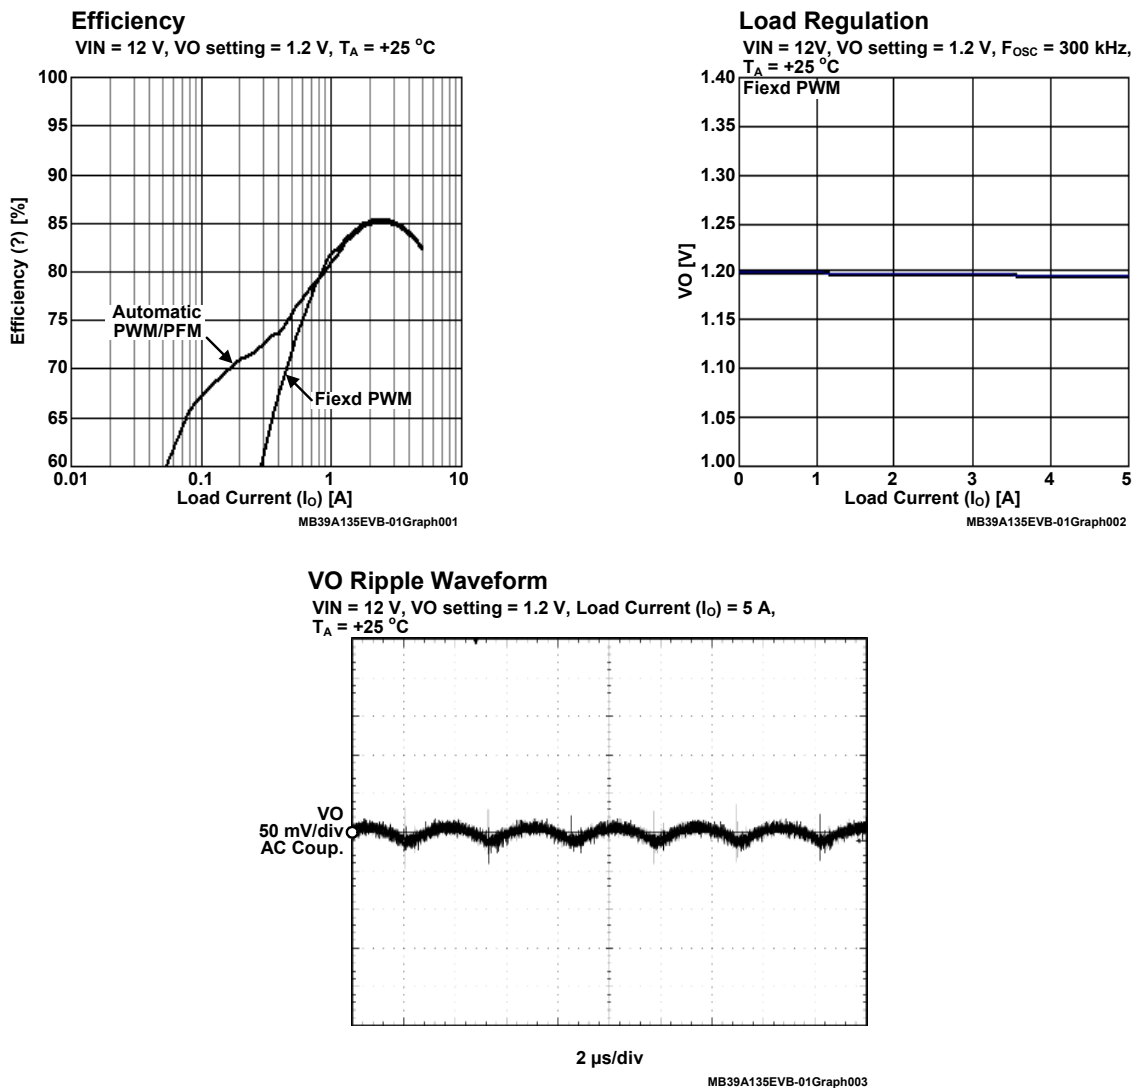 Efficiency
VIN = 12 V, VO setting = 1.2 V, TA = +25 °C
100
95
90
85
80
75
70
65
60
Efficiency (?) [%]
Automatic
PWM/PFM
Fiexd PWM
0.01
0.1
1
10
Load Current (IO) [A]
MB39A135EVB-01Graph001
Load Regulation
VIN = 12V, VO setting = 1.2 V, FOSC = 300 kHz,
TA = +25 °C
Fiexd PWM
1.40
1.35
1.30
1.25
1.20
1.15
1.10
1.05
1.00
VO [V]
0
1
2
3
4
5
Load Current (IO) [A]
MB39A135EVB-01Graph002
VO Ripple Waveform
VIN = 12 V, VO setting = 1.2 V, Load Current (IO) = 5 A,
TA = +25 °C
VO
50 mV/div
AC Coup.
2 µs/div
MB39A135EVB-01Graph003